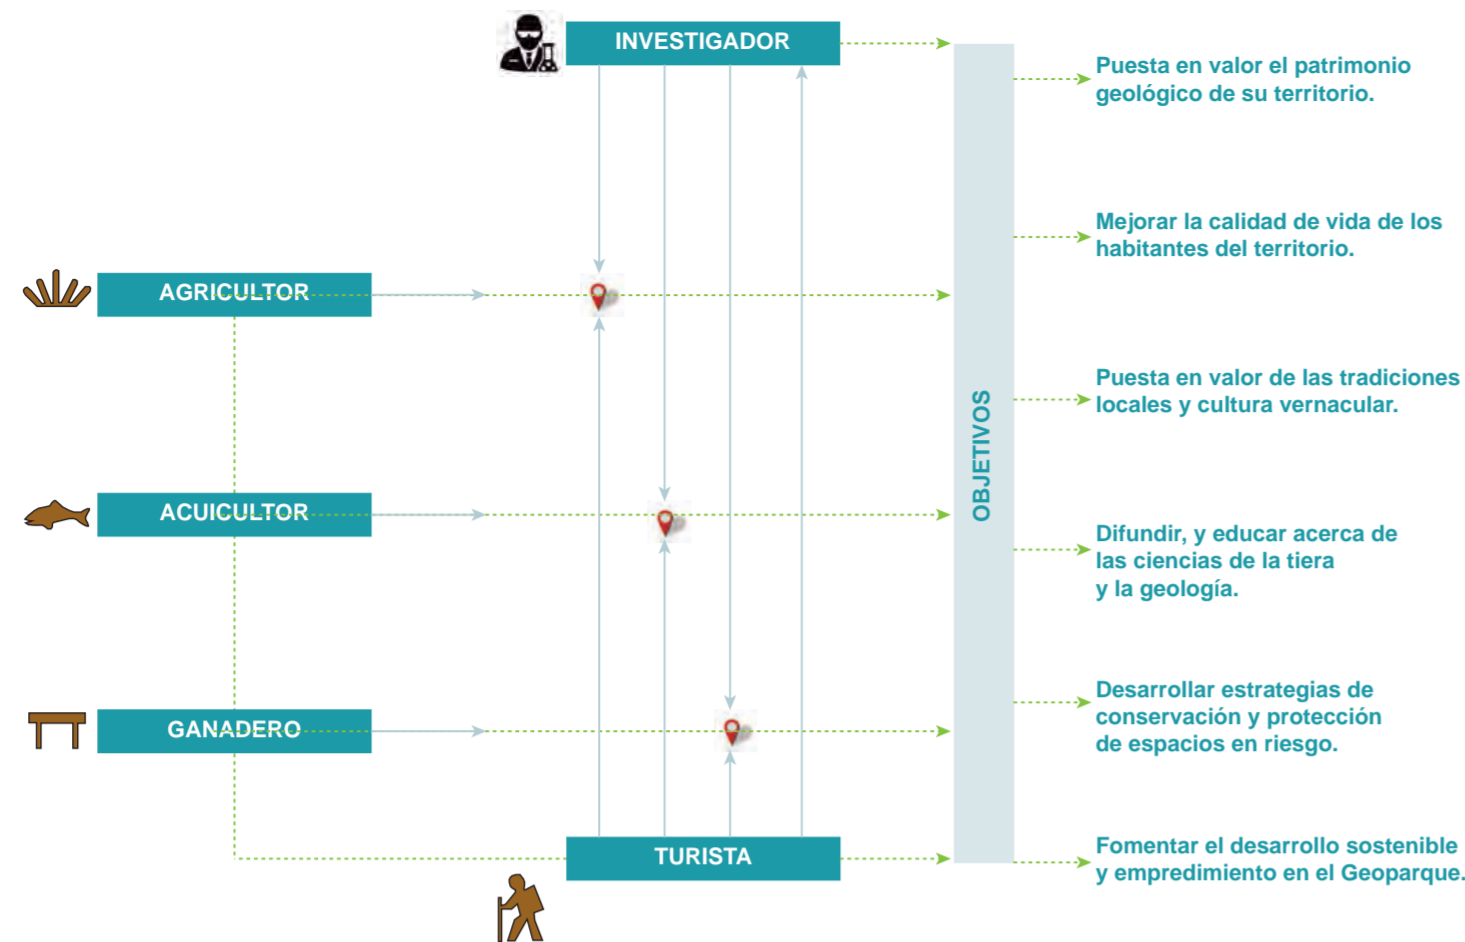 INVESTIGADOR
Puesta en valor el patrimonio
geológico de su territorio.
Mejorar la calidad de vida de los
habitantes del territorio.
AGRICULTOR
Puesta en valor de las tradiciones
locales y cultura vernacular.
OBJETIVOS
ACUICULTOR
Difundir, y educar acerca de
las ciencias de la tiera
y la geología.
Desarrollar estrategias de
conservación y protección
de espacios en riesgo.
GANADERO
TURISTA
Fomentar el desarrollo sostenible
y empredimiento en el Geoparque.